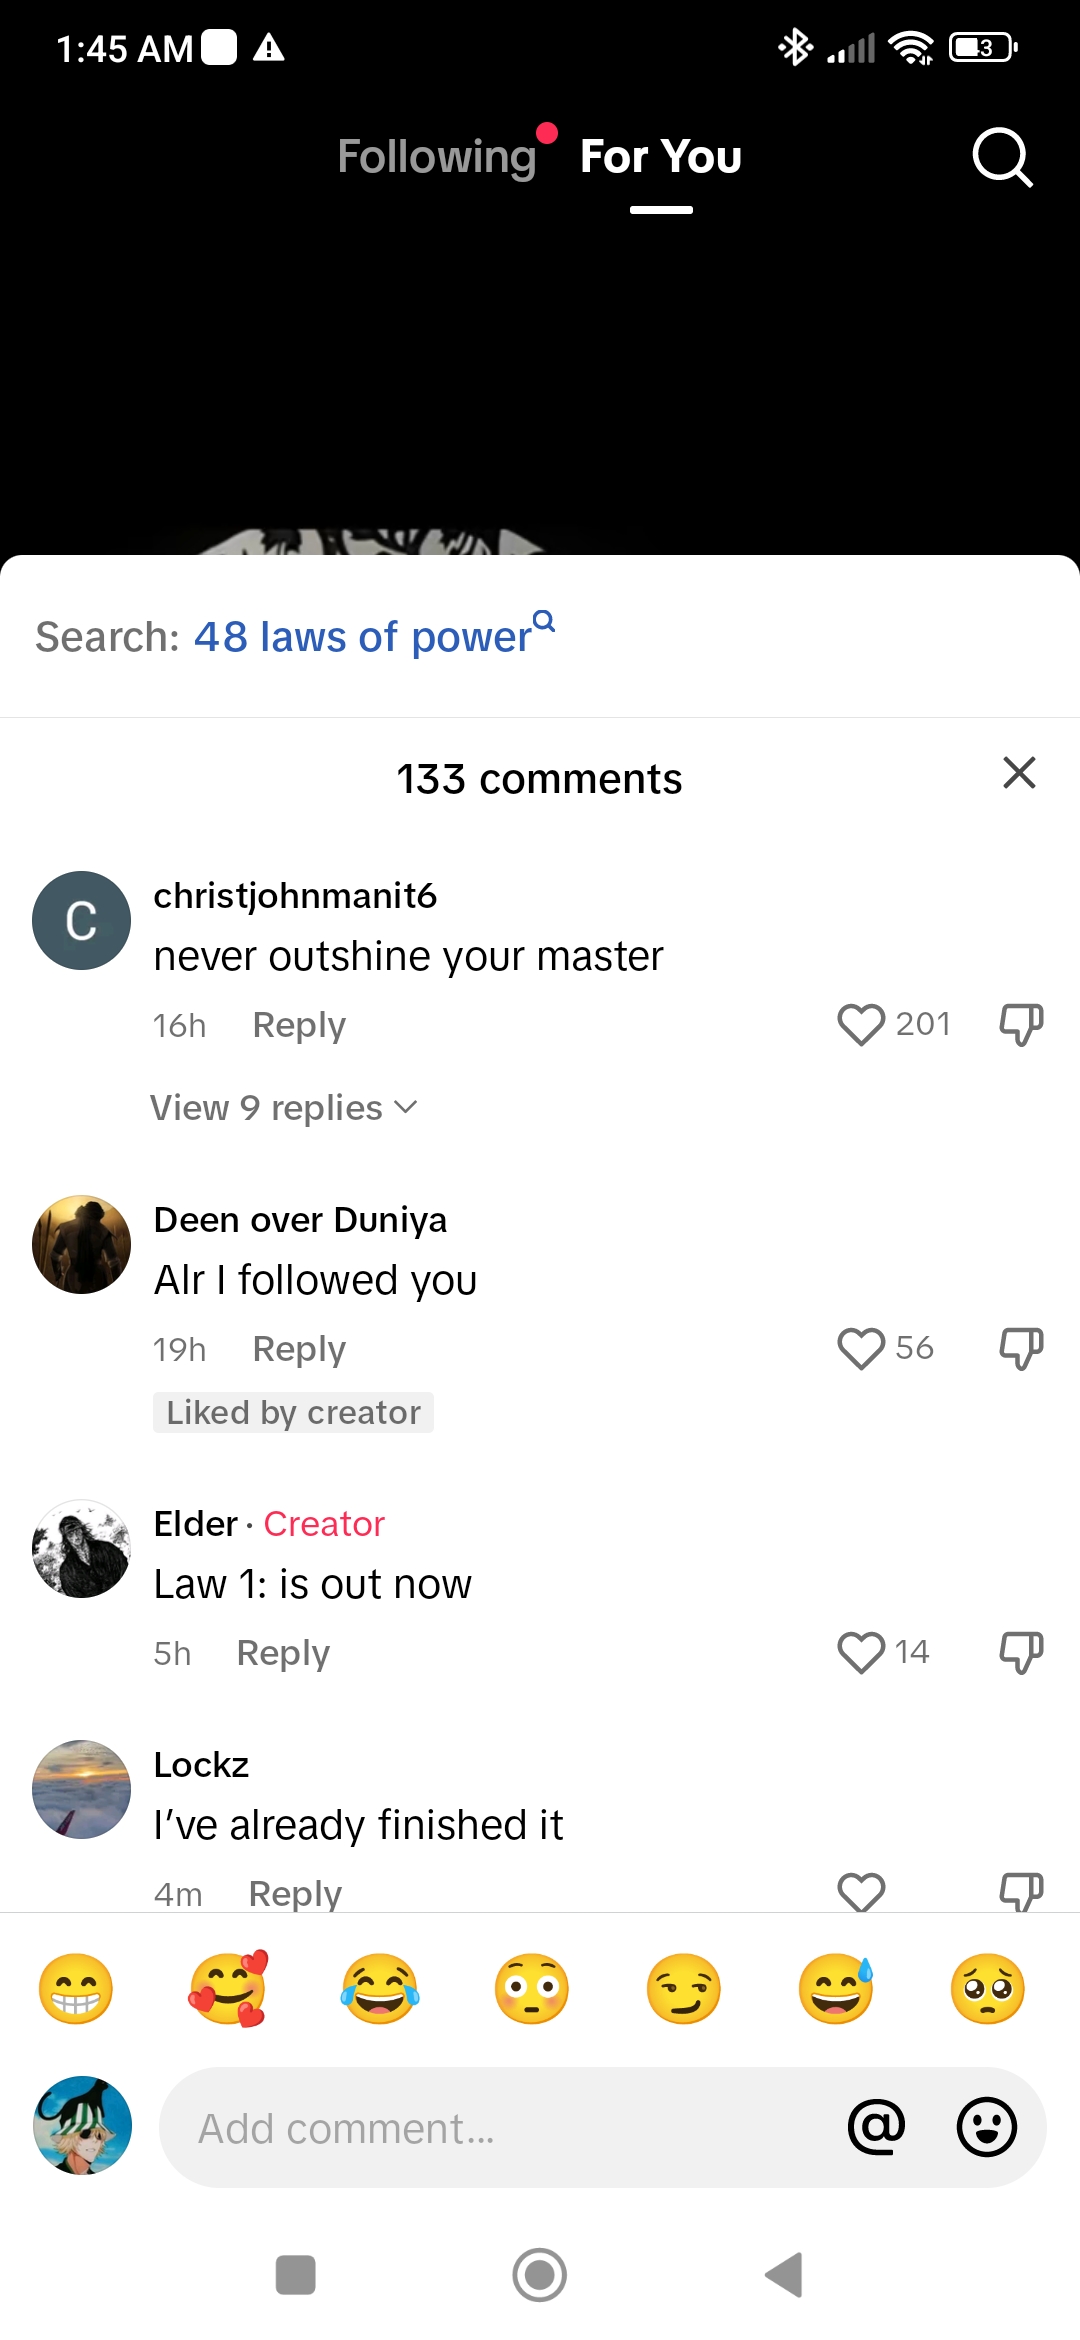 1:45 AM
43
Following For You
Search: 48 laws of power
133 comments
C
christjohnmanit6
never outshine your master
16h Reply 201
View 9 replies
Deen over Duniya
Alr I followed you
19h Reply 56
Liked by creator
Elder · Creator
Law 1: is out now
5h Reply 14
Lockz
I've already finished it
4m Reply
Add comment... @